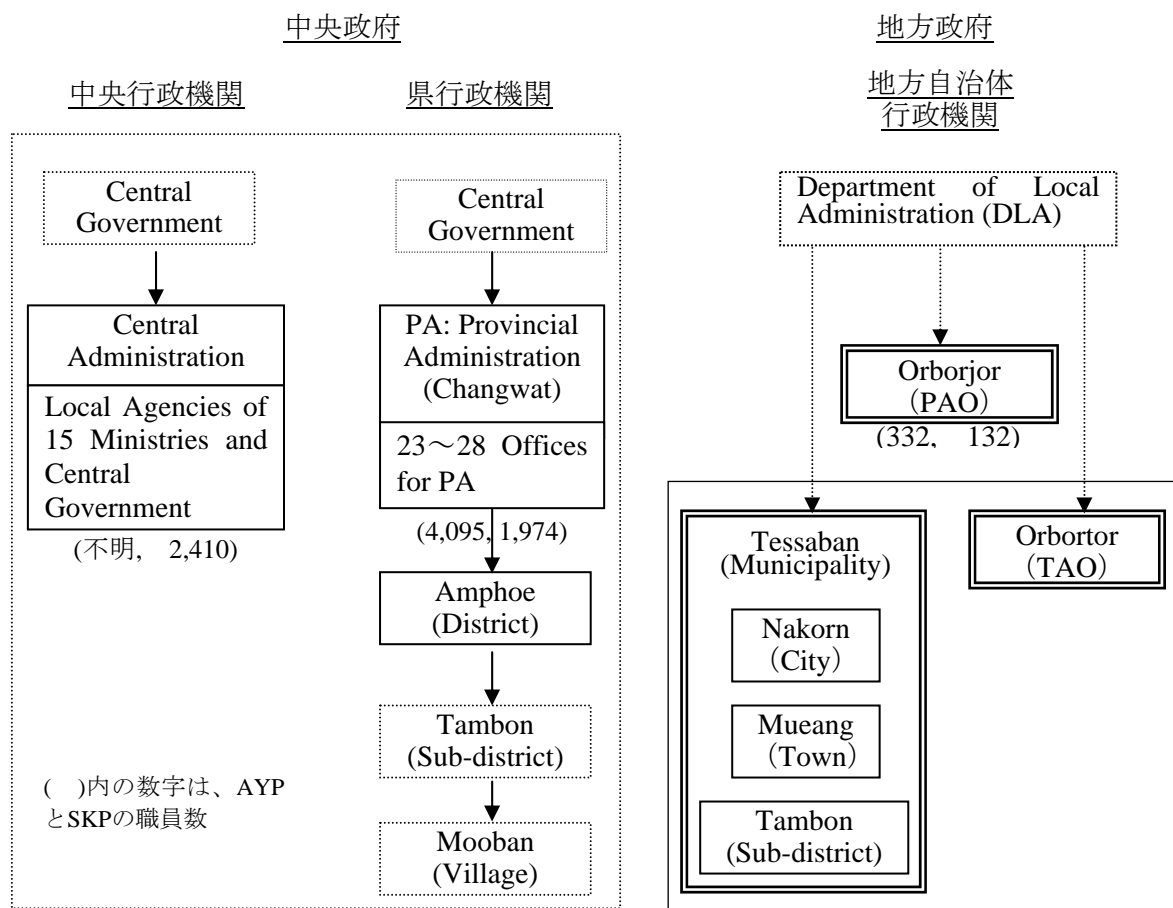 中央政府
地方政府
中央行政機関
県行政機関
地方自治体
行政機関
Central
Government
Central
Administration
Local Agencies of
15 Ministries and
Central
Government
(不明, 2,410)
( )内の数字は、AYP
とSKPの職員数
Central
Government
PA: Provincial
Administration
(Changwat)
23～28 Offices
for PA
(4,095, 1,974)
Amphoe
(District)
Tambon
(Sub-district)
Mooban
(Village)
Department of Local
Administration (DLA)
Orborjor
（PAO）
(332, 132)
Tessaban
(Municipality)
Nakorn
（City）
Mueang
（Town）
Tambon
(Sub-district)
Orbortor
（TAO）